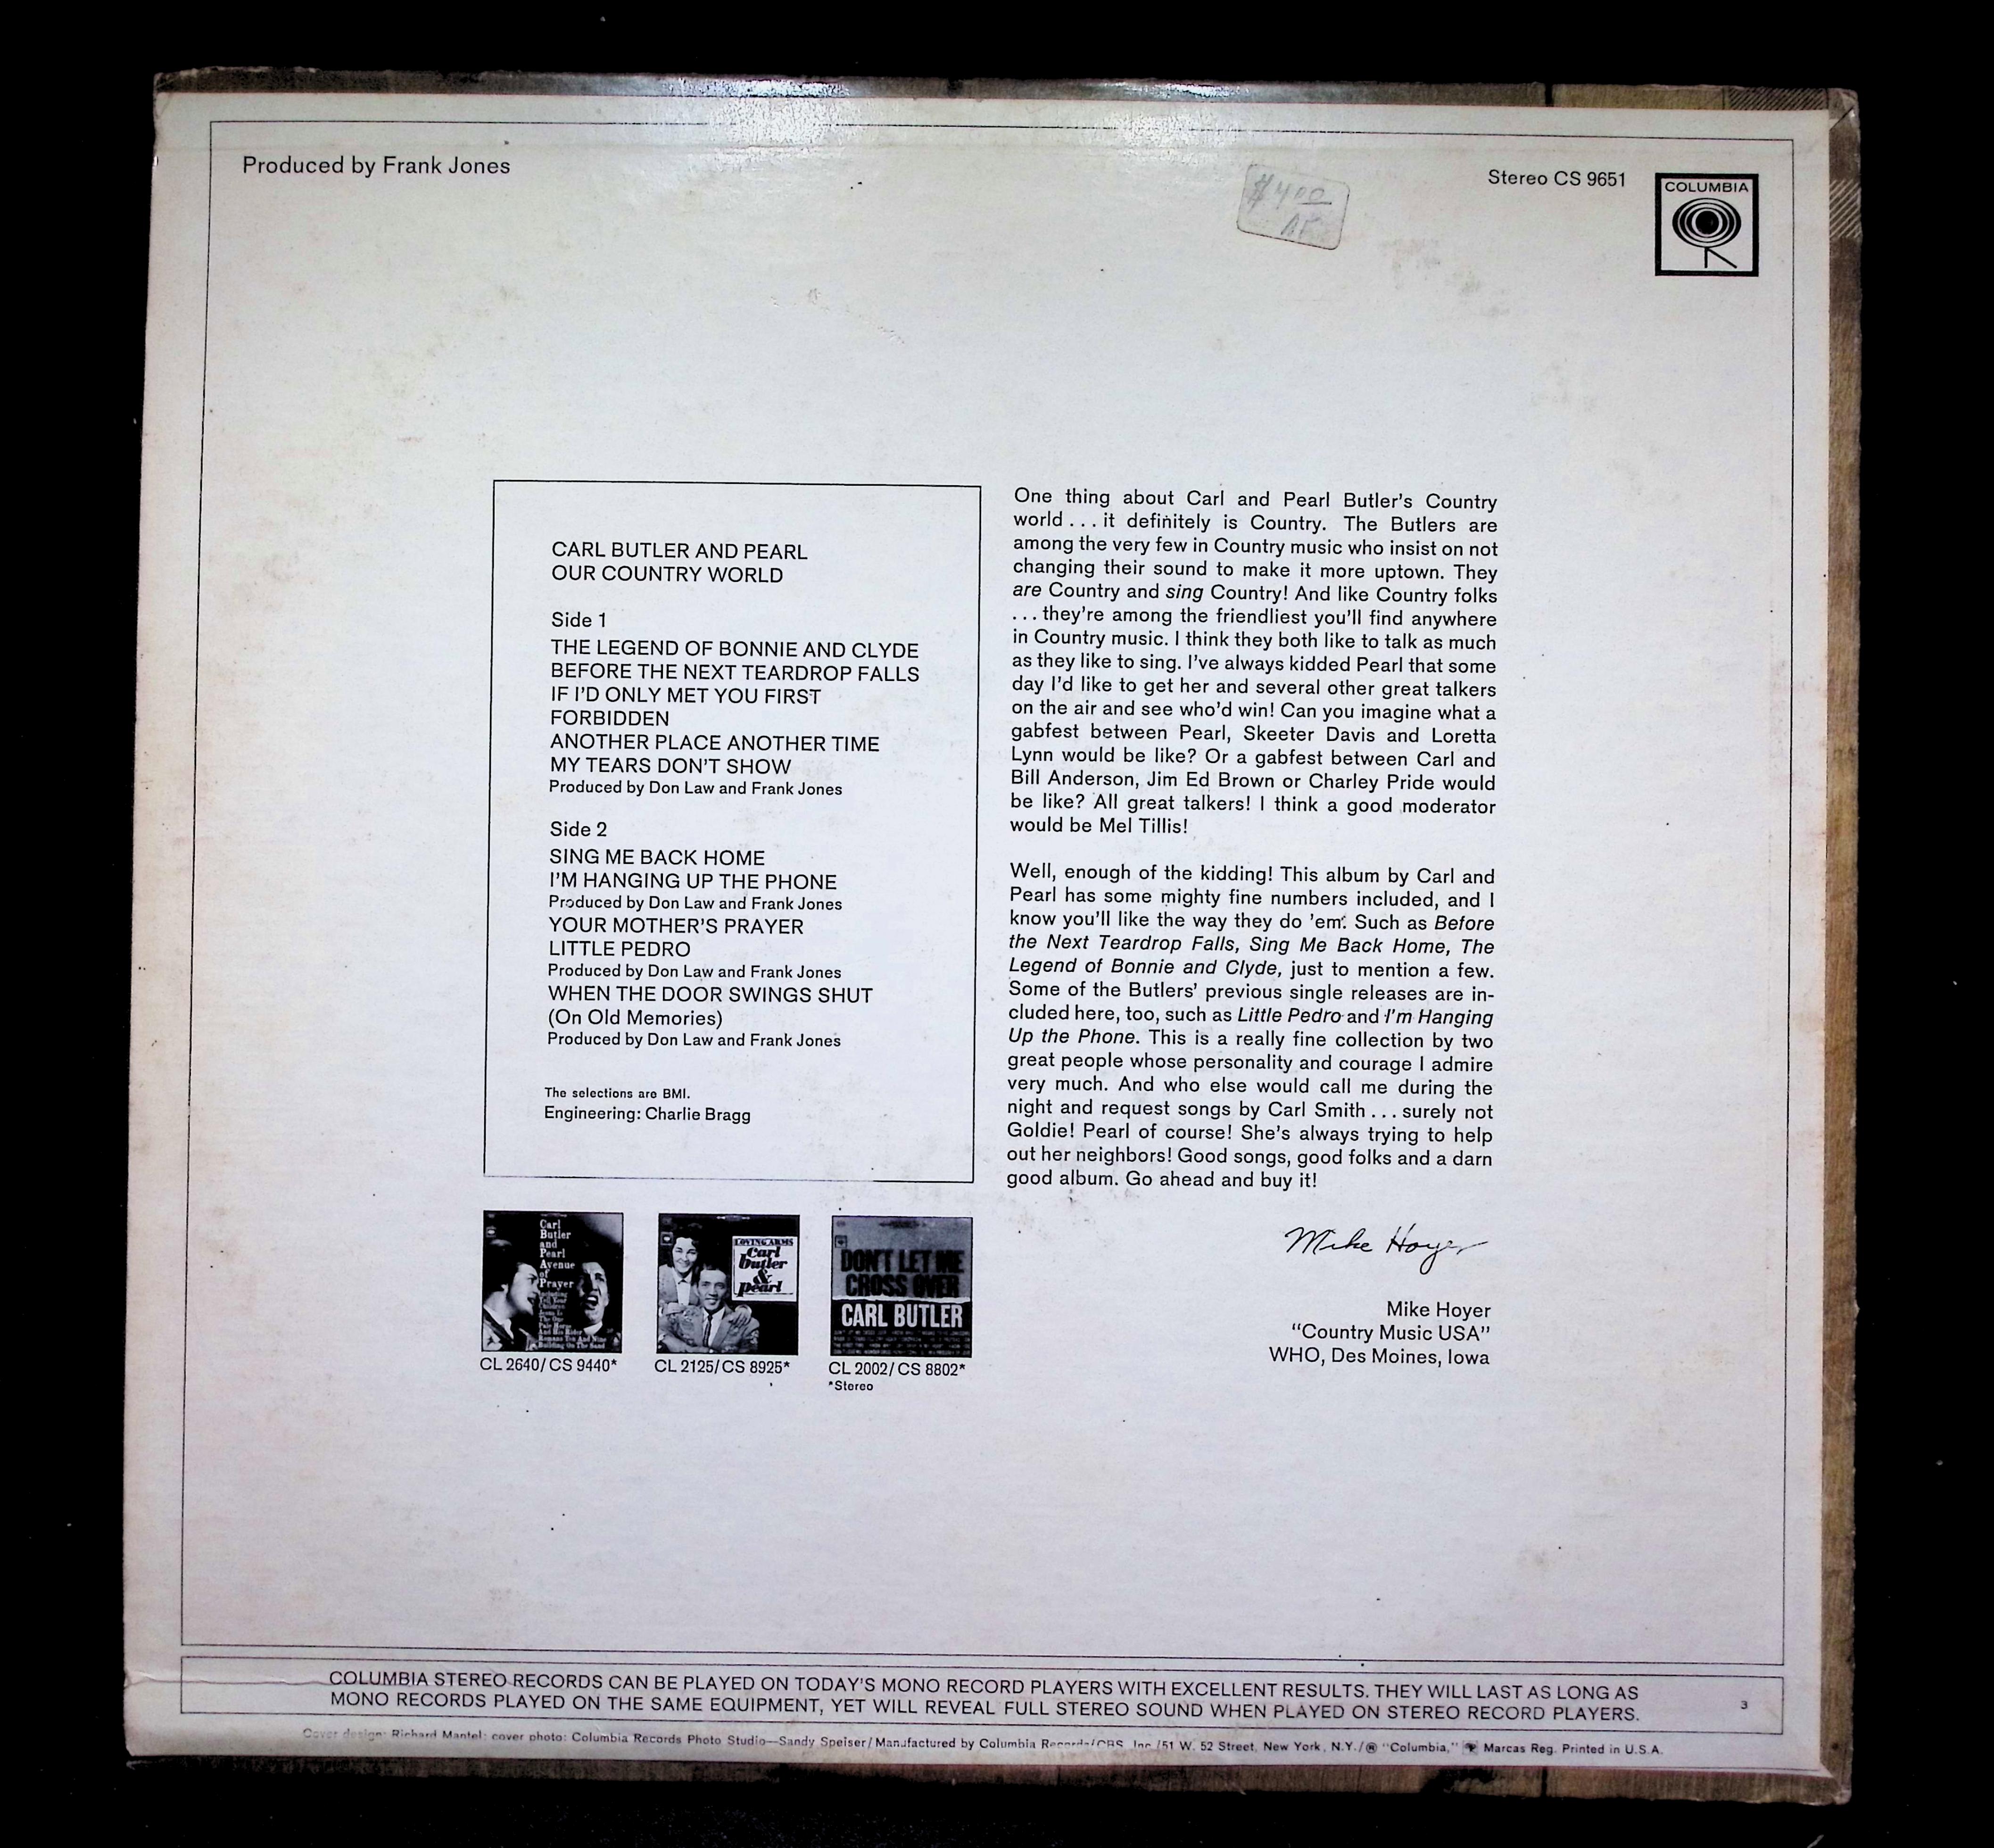 Produced by Frank Jones
Stereo CS 9651
COLUMBIA
$4.00
CARL BUTLER AND PEARL
OUR COUNTRY WORLD
Side 1
THE LEGEND OF BONNIE AND CLYDE
BEFORE THE NEXT TEARDROP FALLS
IF I'D ONLY MET YOU FIRST
FORBIDDEN
ANOTHER PLACE ANOTHER TIME
MY TEARS DON'T SHOW
Produced by Don Law and Frank Jones
Side 2
SING ME BACK HOME
I'M HANGING UP THE PHONE
Produced by Don Law and Frank Jones
YOUR MOTHER'S PRAYER
LITTLE PEDRO
Produced by Don Law and Frank Jones
WHEN THE DOOR SWINGS SHUT
(On Old Memories)
Produced by Don Law and Frank Jones
The selections are BMI.
Engineering: Charlie Bragg
One thing about Carl and Pearl Butler's Country
world . . . it definitely is Country. The Butlers are
among the very few in Country music who insist on not
changing their sound to make it more uptown. They
are Country and sing Country! And like Country folks
. . . they're among the friendliest you'll find anywhere
in Country music. I think they both like to talk as much
as they like to sing. I've always kidded Pearl that some
day I'd like to get her and several other great talkers
on the air and see who'd win! Can you imagine what a
gabfest between Pearl, Skeeter Davis and Loretta
Lynn would be like? Or a gabfest between Carl and
Bill Anderson, Jim Ed Brown or Charley Pride would
be like? All great talkers! I think a good moderator
would be Mel Tillis!
Well, enough of the kidding! This album by Carl and
Pearl has some mighty fine numbers included, and I
know you'll like the way they do 'em. Such as Before
the Next Teardrop Falls, Sing Me Back Home, The
Legend of Bonnie and Clyde, just to mention a few.
Some of the Butlers' previous single releases are in-
cluded here, too, such as Little Pedro and I'm Hanging
Up the Phone. This is a really fine collection by two
great people whose personality and courage I admire
very much. And who else would call me during the
night and request songs by Carl Smith . . . surely not
Goldie! Pearl of course! She's always trying to help
out her neighbors! Good songs, good folks and a darn
good album. Go ahead and buy it!
Mike Hoyer
Mike Hoyer
"Country Music USA"
WHO, Des Moines, Iowa
Carl
Butler
and
Pearl
Avenue
of
Prayer
CL 2640/CS 9440*
LOVING ARMS
Carl
butler
&
pearl
CL 2125/CS 8925*
DON'T LET ME
CROSS OVER
CARL BUTLER
CL 2002/CS 8802*
*Stereo
COLUMBIA STEREO RECORDS CAN BE PLAYED ON TODAY'S MONO RECORD PLAYERS WITH EXCELLENT RESULTS. THEY WILL LAST AS LONG AS
MONO RECORDS PLAYED ON THE SAME EQUIPMENT, YET WILL REVEAL FULL STEREO SOUND WHEN PLAYED ON STEREO RECORD PLAYERS.
3
Cover design: Richard Mantel; cover photo: Columbia Records Photo Studio—Sandy Speiser/Manufactured by Columbia Records/CBS, Inc./51 W. 52 Street, New York, N.Y./® "Columbia," Marcas Reg. Printed in U.S.A.